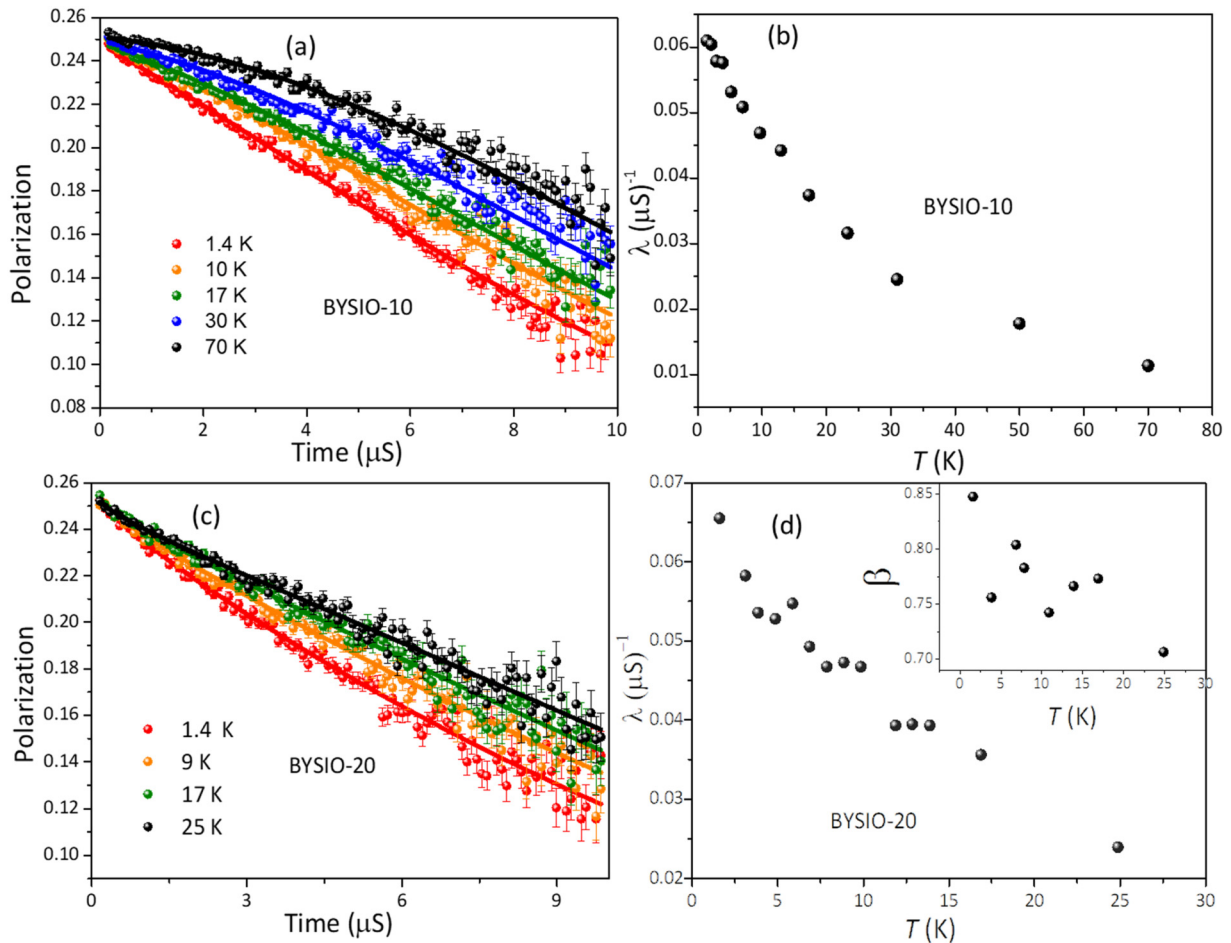 (a)
0.26
0.24
0.22
0.20
0.18
0.16
0.14
0.12
0.10
0.08
Polarization
1.4 K
10 K
17 K
30 K
70 K
BYSIO-10
0 2 4 6 8 10
Time (μS)
(b)
0.06
0.05
0.04
0.03
0.02
0.01
λ (μS)⁻¹
BYSIO-10
0 10 20 30 40 50 60 70 80
T (K)
(c)
0.26
0.24
0.22
0.20
0.18
0.16
0.14
0.12
0.10
Polarization
1.4 K
9 K
17 K
25 K
BYSIO-20
0 3 6 9
Time (μS)
(d)
0.07
0.06
0.05
0.04
0.03
0.02
λ (μS)⁻¹
BYSIO-20
0 5 10 15 20 25 30
T (K)
0.85
0.80
0.75
0.70
β
0 5 10 15 20 25 30
T (K)